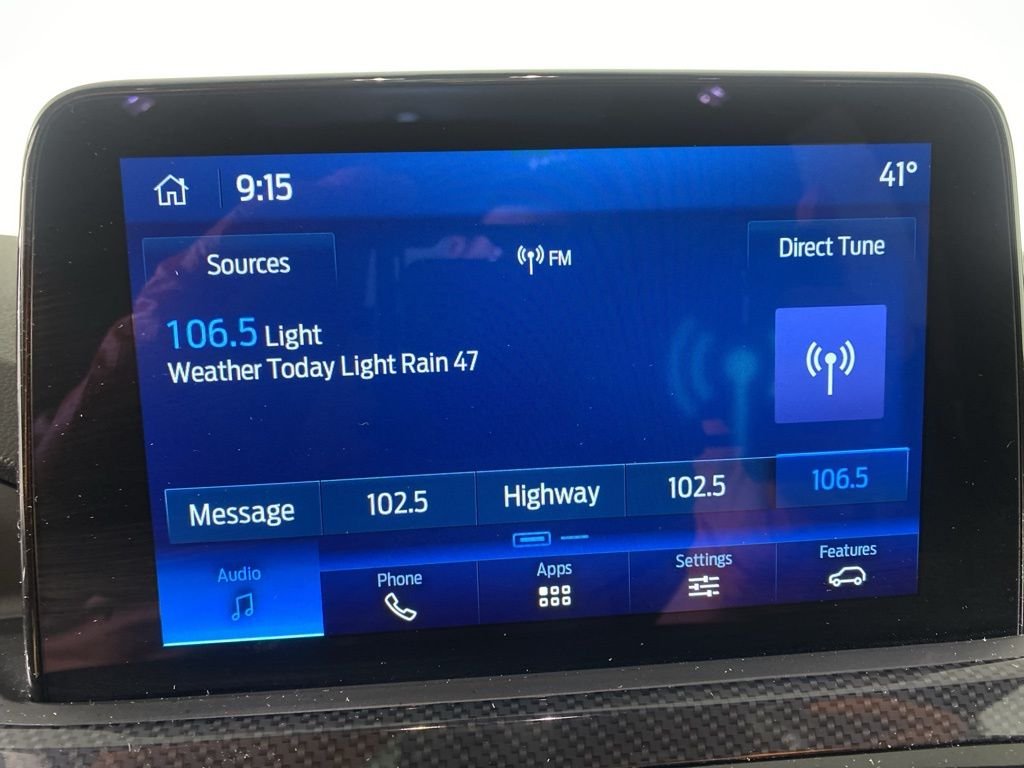 9:15
41°
Sources
FM
Direct Tune
106.5 Light
Weather Today Light Rain 47
Message
102.5
Highway
102.5
106.5
Audio
Phone
Apps
Settings
Features